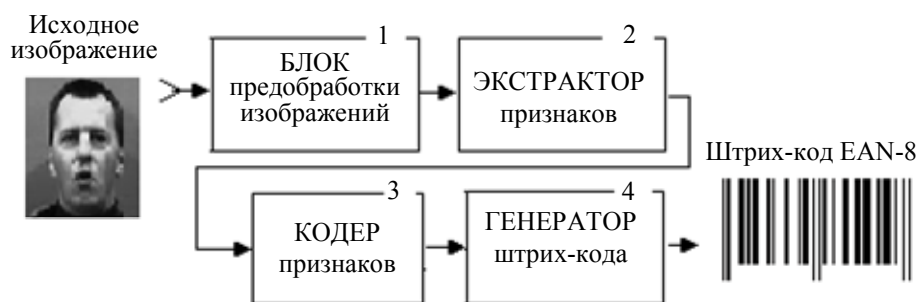 Исходное
изображение
1
БЛОК
предобработки
изображений
2
ЭКСТРАКТОР
признаков
Штрих-код EAN-8
3
КОДЕР
признаков
4
ГЕНЕРАТОР
штрих-кода